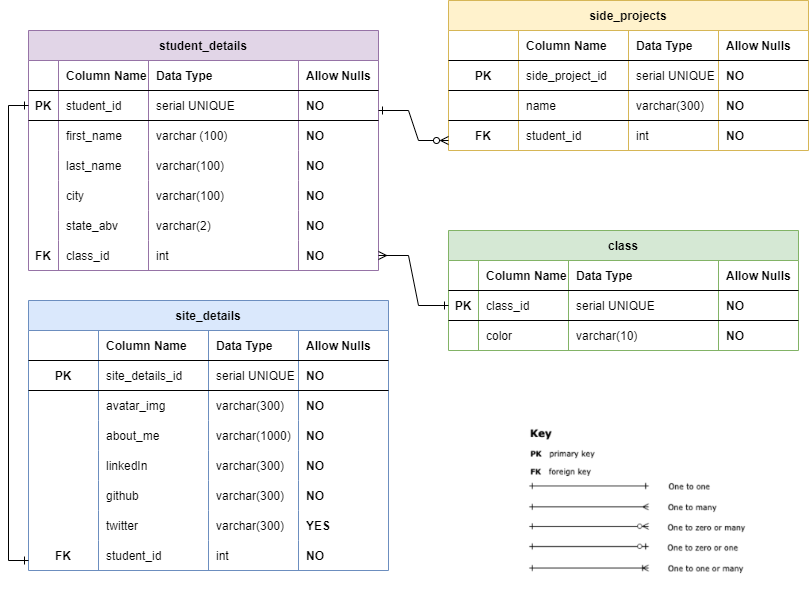 student_details
Column Name Data Type Allow Nulls
PK student_id serial UNIQUE NO
first_name varchar (100) NO
last_name varchar(100) NO
city varchar(100) NO
state_abv varchar(2) NO
FK class_id int NO
side_projects
Column Name Data Type Allow Nulls
PK side_project_id serial UNIQUE NO
name varchar(300) NO
FK student_id int NO
class
Column Name Data Type Allow Nulls
PK class_id serial UNIQUE NO
color varchar(10) NO
site_details
Column Name Data Type Allow Nulls
PK site_details_id serial UNIQUE NO
avatar_img varchar(300) NO
about_me varchar(1000) NO
linkedIn varchar(300) NO
github varchar(300) NO
twitter varchar(300) YES
FK student_id int NO
Key
PK primary key
FK foreign key
One to one
One to many
One to zero or many
One to zero or one
One to one or many